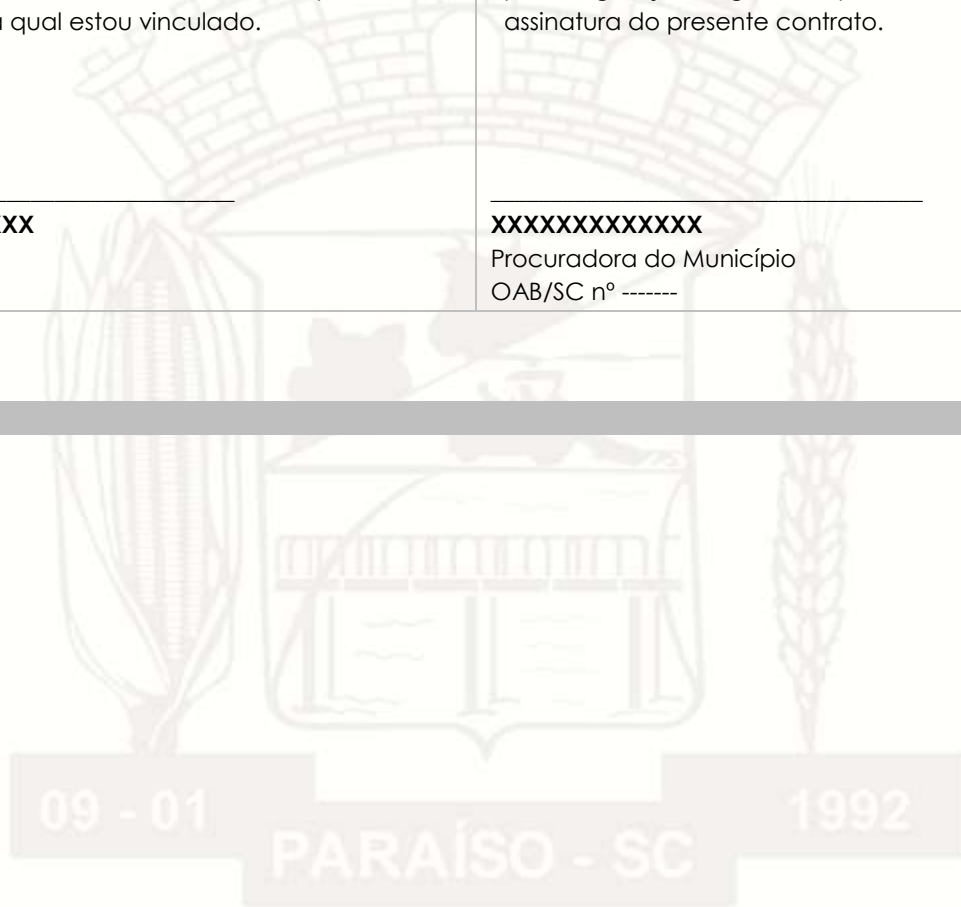 a qual estou vinculado.
assinatura do presente contrato.
XX
XXXXXXXXXXXXX
Procuradora do Município
OAB/SC nº -------
09 - 01
1992
PARAÍSO - SC